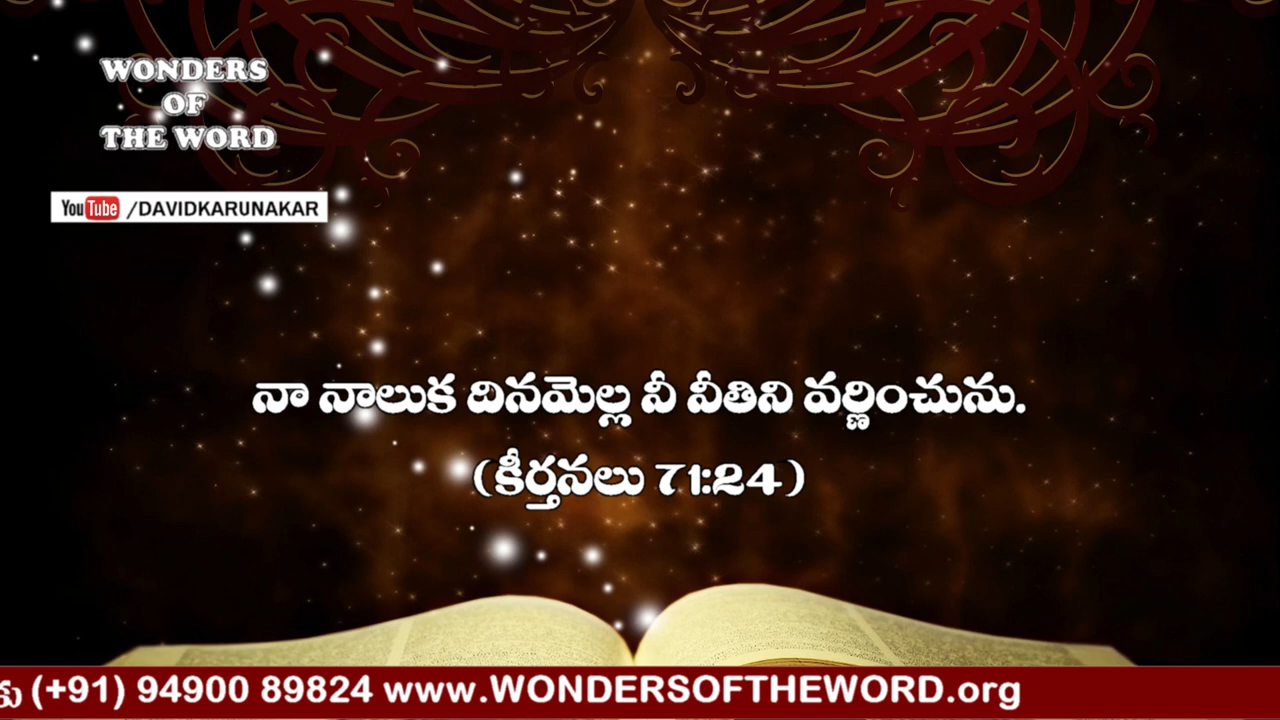 WONDERS
OF
THE WORD
YouTube /DAVIDKARUNAKAR
నా నాలుక దినమెల్ల నీ నీతిని వర్ణించును.
(కీర్తనలు 71:24)
(+91) 94900 89824 www.WONDERSOFTHEWORD.org